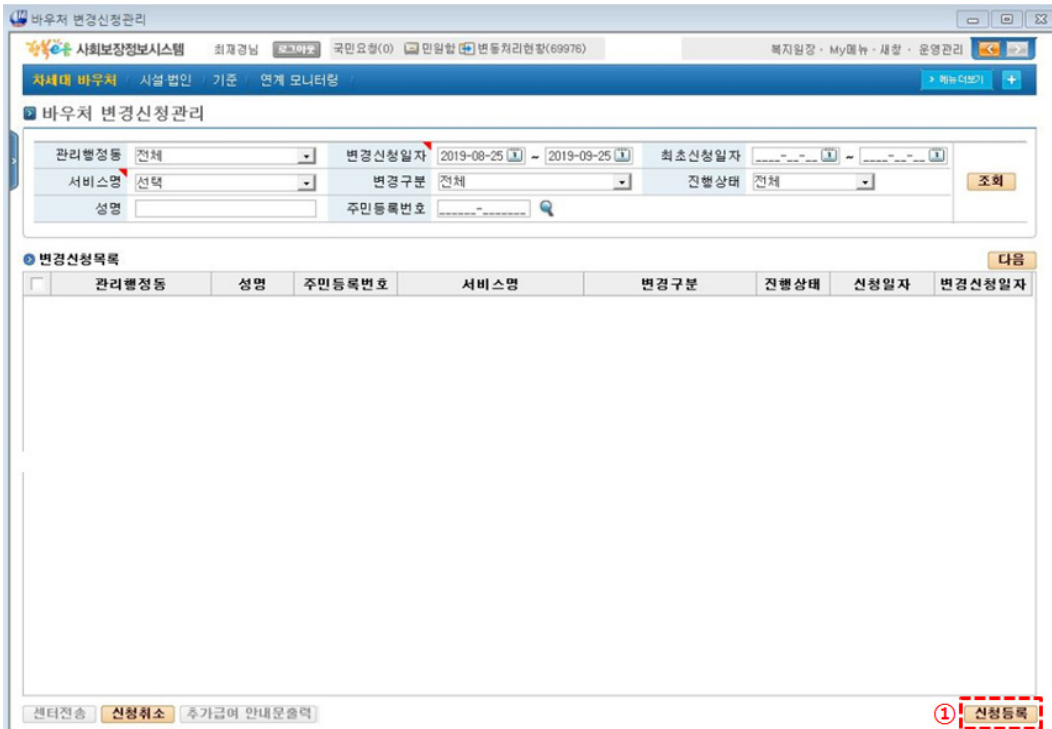 바우처 변경신청관리
사회보장정보시스템 최재경님 로그아웃 국민요청(0) 민원함 변동처리현황(69976) 복지일장 · My메뉴 · 새창 · 운영관리
차세대 바우처 시설·법인 기준 연계 모니터링 > 메뉴더보기 +
바우처 변경신청관리
관리행정동 전체 변경신청일자 2019-08-25 ~ 2019-09-25 최초신청일자 ____-__-__ ~ ____-__-__
서비스명 선택 변경구분 전체 진행상태 전체 조회
성명 주민등록번호 ______-_______
변경신청목록 다음
관리행정동 성명 주민등록번호 서비스명 변경구분 진행상태 신청일자 변경신청일자
센터전송 신청취소 추가급여 안내문출력 ① 신청등록